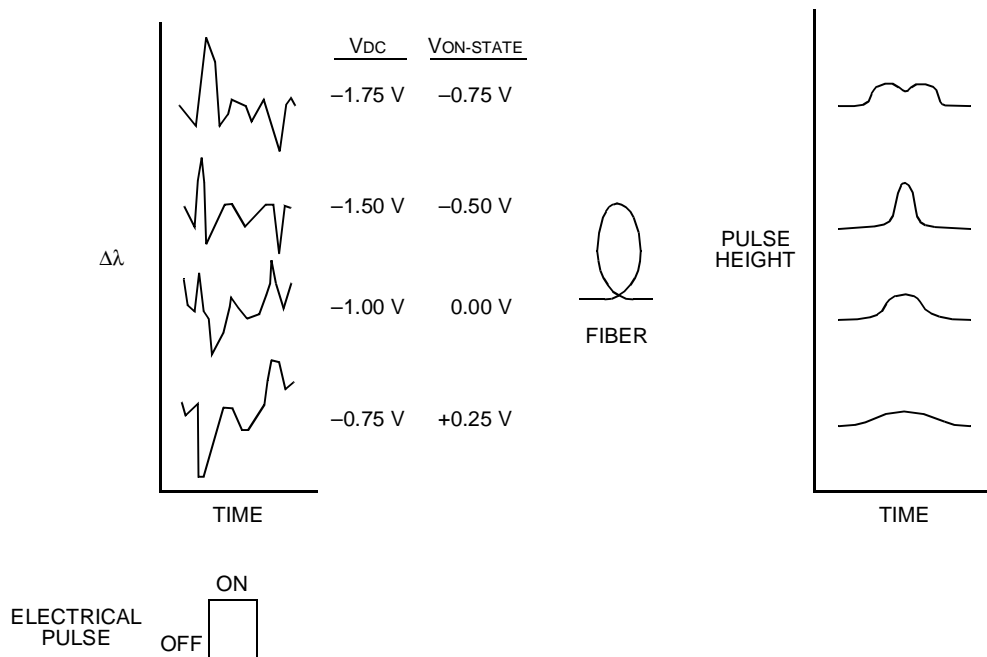 VDC VON-STATE
–1.75 V –0.75 V
–1.50 V –0.50 V
Δλ
–1.00 V 0.00 V
–0.75 V +0.25 V
TIME
FIBER
PULSE
HEIGHT
TIME
ON
ELECTRICAL
PULSE
OFF